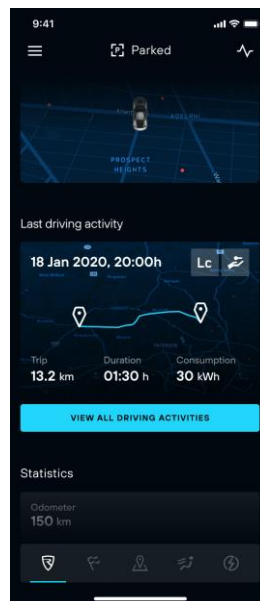 9:41
Parked
ADELPHI
PROSPECT
HEIGHTS
Last driving activity
18 Jan 2020, 20:00h
Lc
Trip
Duration
Consumption
13.2 km
01:30 h
30 kWh
VIEW ALL DRIVING ACTIVITIES
Statistics
Odometer
150 km